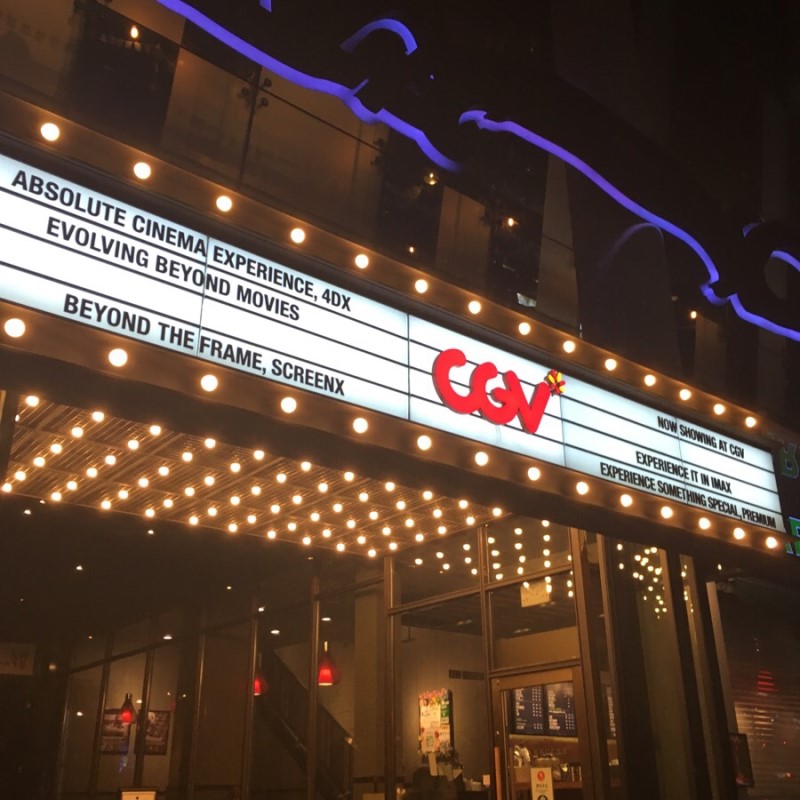 ABSOLUTE CINEMA EXPERIENCE, 4DX
EVOLVING BEYOND MOVIES
BEYOND THE FRAME, SCREENX
CGV
NOW SHOWING AT CGV
EXPERIENCE IT IN IMAX
EXPERIENCE SOMETHING SPECIAL, PREMIUM